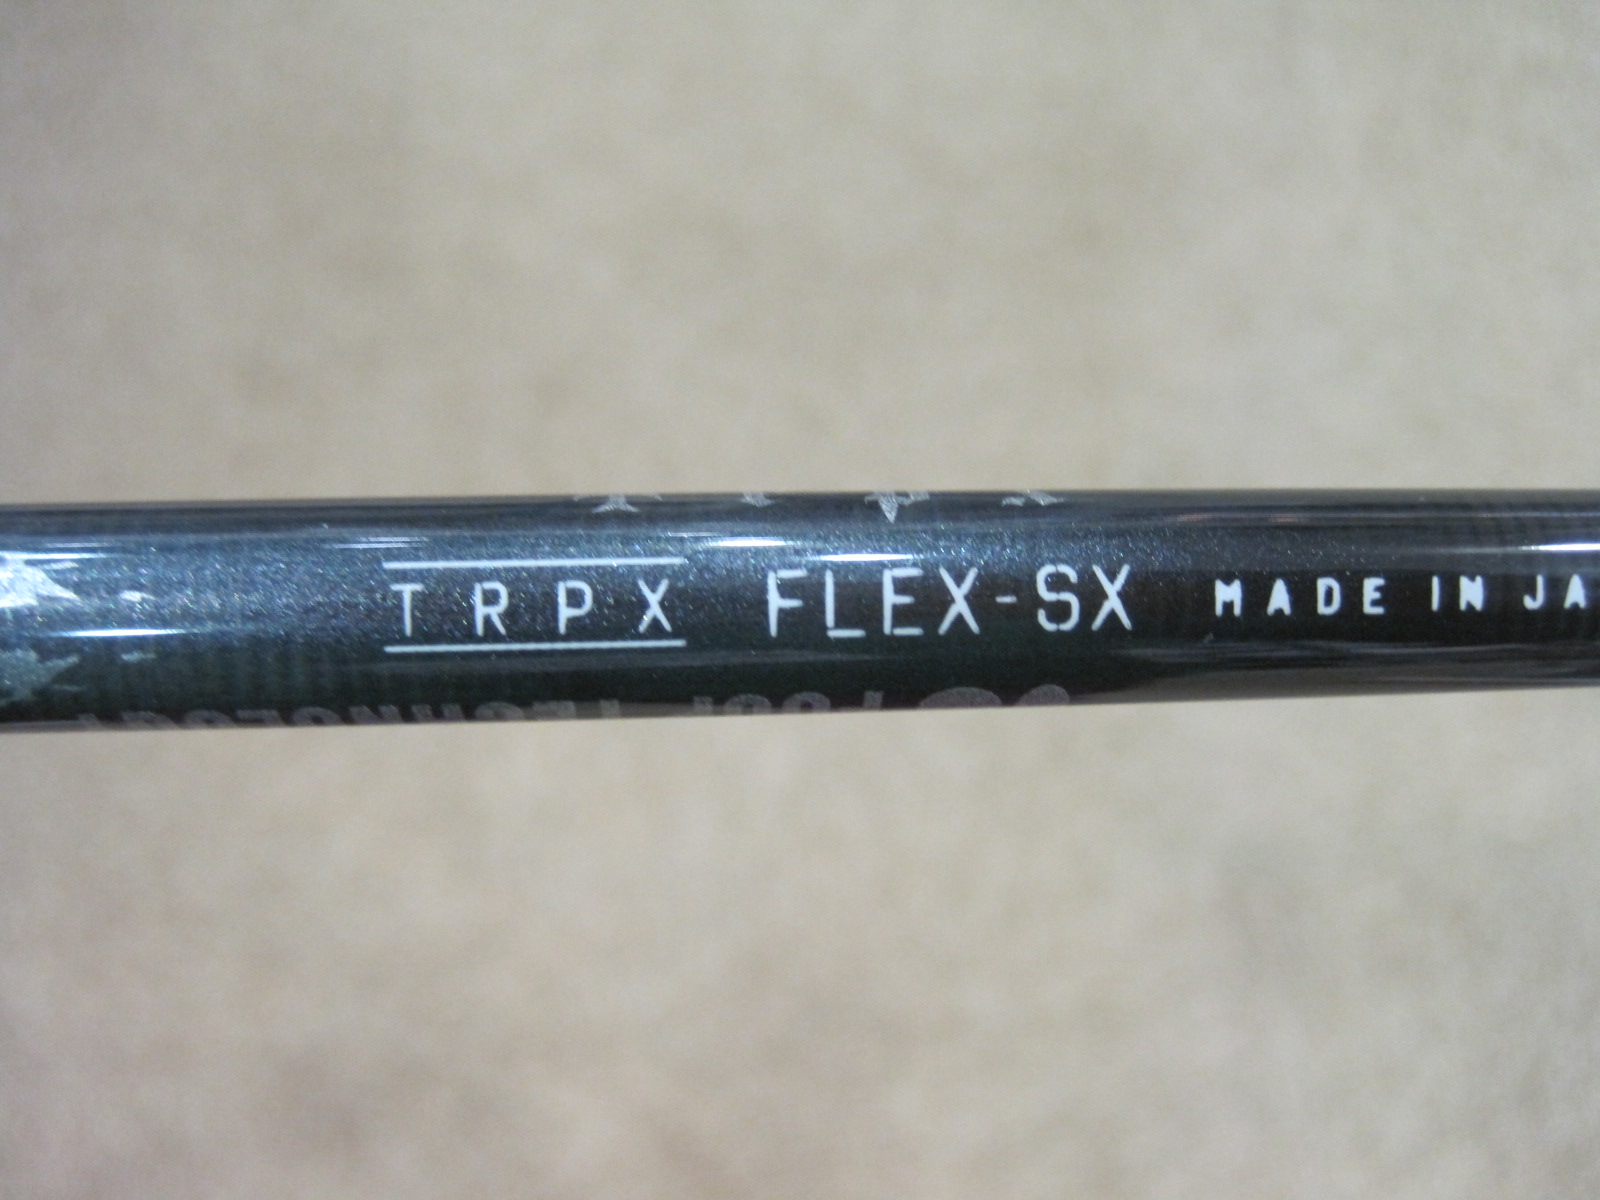 TRPX FLEX-SX MADE IN JA